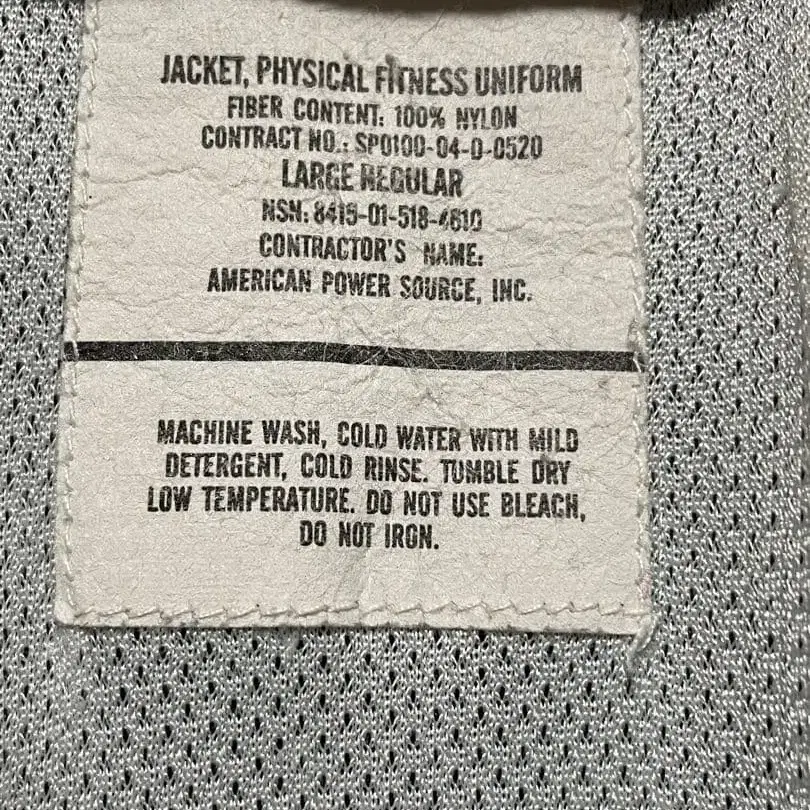 JACKET, PHYSICAL FITNESS UNIFORM
FIBER CONTENT: 100% NYLON
CONTRACT NO.: SP0100-04-D-0520
LARGE REGULAR
NSN: 8415-01-518-4610
CONTRACTOR'S NAME:
AMERICAN POWER SOURCE, INC.
MACHINE WASH, COLD WATER WITH MILD
DETERGENT, COLD RINSE. TUMBLE DRY
LOW TEMPERATURE. DO NOT USE BLEACH,
DO NOT IRON.